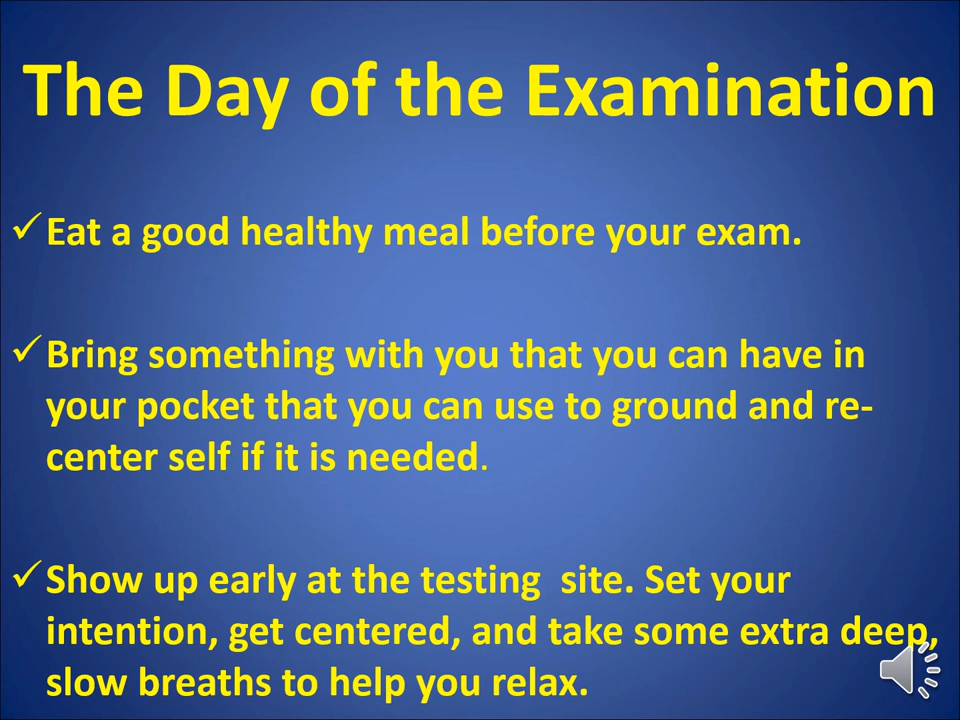 The Day of the Examination
✓Eat a good healthy meal before your exam.
✓Bring something with you that you can have in
your pocket that you can use to ground and re-
center self if it is needed.
✓Show up early at the testing  site. Set your
intention, get centered, and take some extra deep,
slow breaths to help you relax.